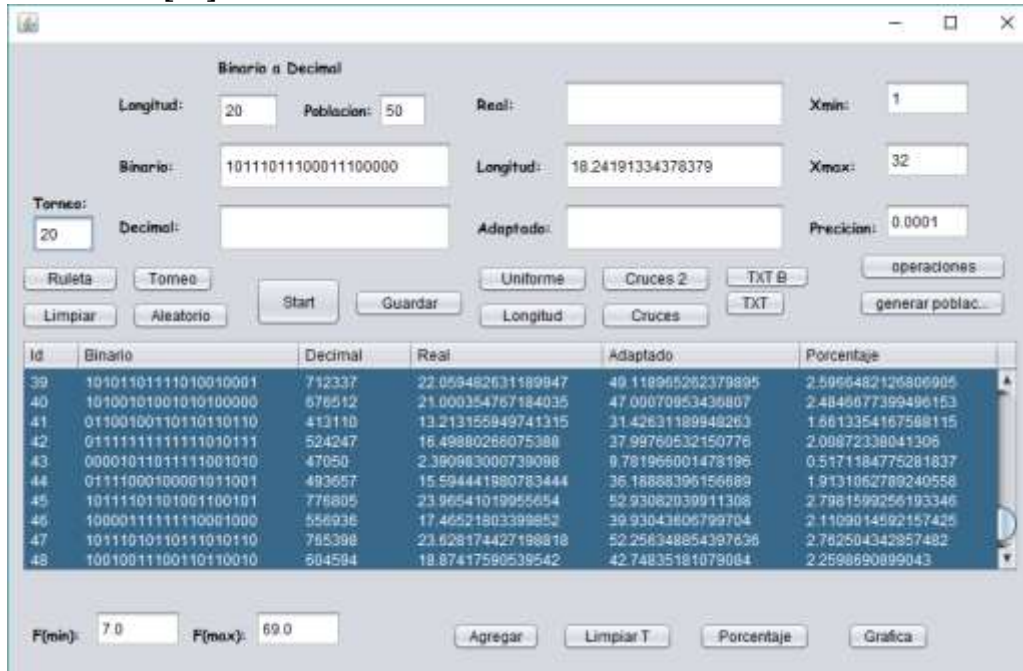 Binario a Decimal
Longitud: 20 Poblacion: 50 Real: Xmin: 1
Binario: 10111011100011100000 Longitud: 18.24191334378379 Xmax: 32
Torneo:
20 Decimal: Adaptado: Precicion: 0.0001
Ruleta Torneo Start Guardar Uniforme Cruces 2 TXT B operaciones
Limpiar Aleatorio Longitud Cruces TXT generar poblac...
Id Binario Decimal Real Adaptado Porcentaje
39 10101101111010010001 712337 22.059482631189947 49.118965262379895 2.5966482126806905
40 10100101001010100000 676512 21.000354767184035 47.00070953436807 2.4846677399496153
41 01100100110110110110 413110 13.213155949741315 31.42631189948263 1.6613354167588115
42 01111111111111010111 524247 16.49880266075388 37.99760532150776 2.008723380413​06
43 00001011011111001010 47050 2.390983000739098 9.781966001478196 0.5171184775281837
44 01111000100001011001 493657 15.594441980783444 36.18888396156689 1.9131062789240558
45 10111101101001100101 776805 23.96541019955654 52.93082039911308 2.7981599256193346
46 10000111111110001000 556936 17.46521803399852 39.93043606799704 2.1109014592157425
47 10111010110111010110 765398 23.628174427198818 52.256348854397636 2.762504342857482
48 10010011100110110010 604594 18.87417590539542 42.74835181079084 2.2598690899043
F(min): 7.0 F(max): 69.0 Agregar Limpiar T Porcentaje Grafica